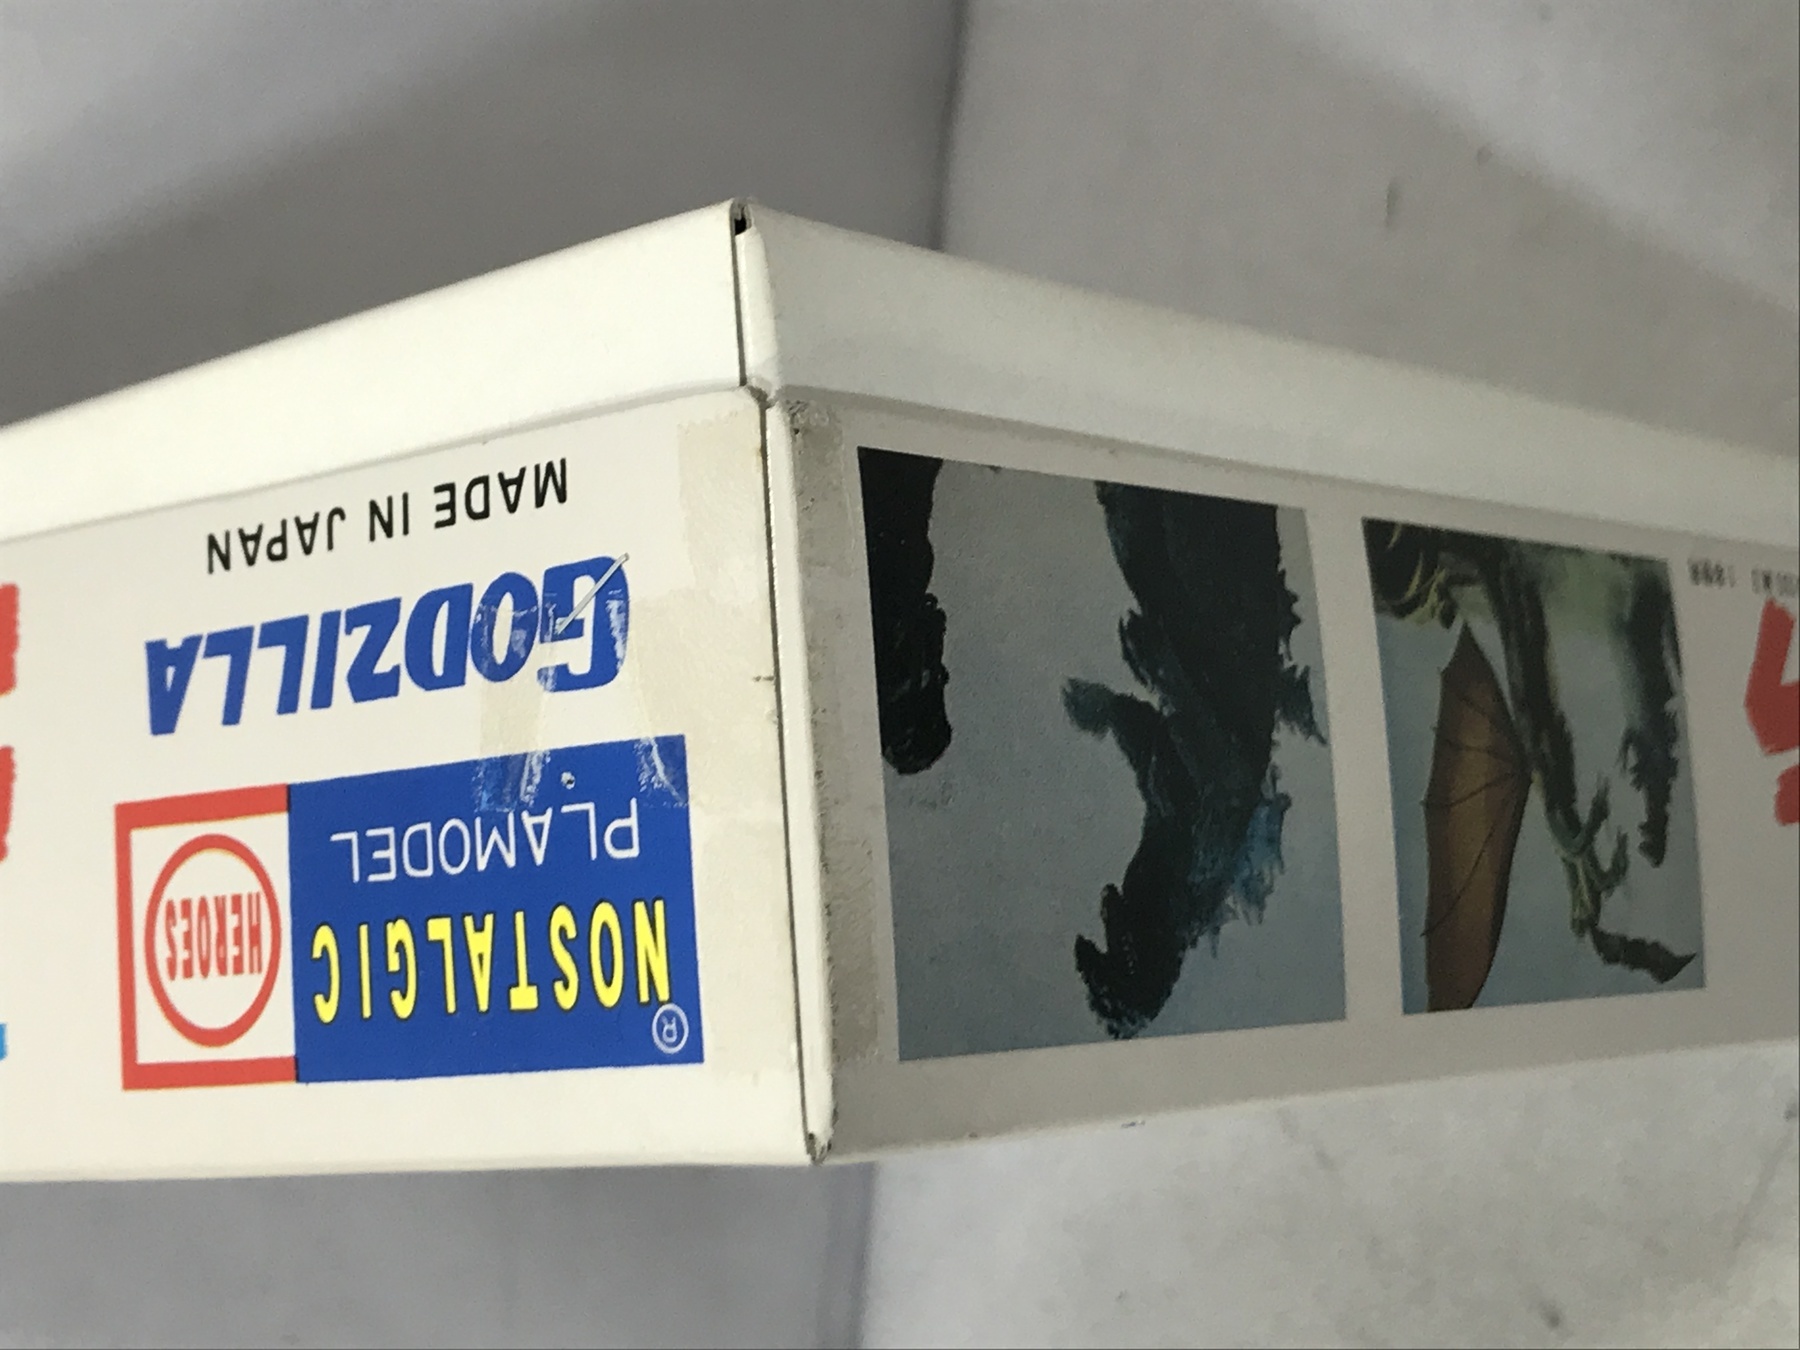 NOSTALGIC ®
PLAMODEL
HEROES
GODZILLA
MADE IN JAPAN